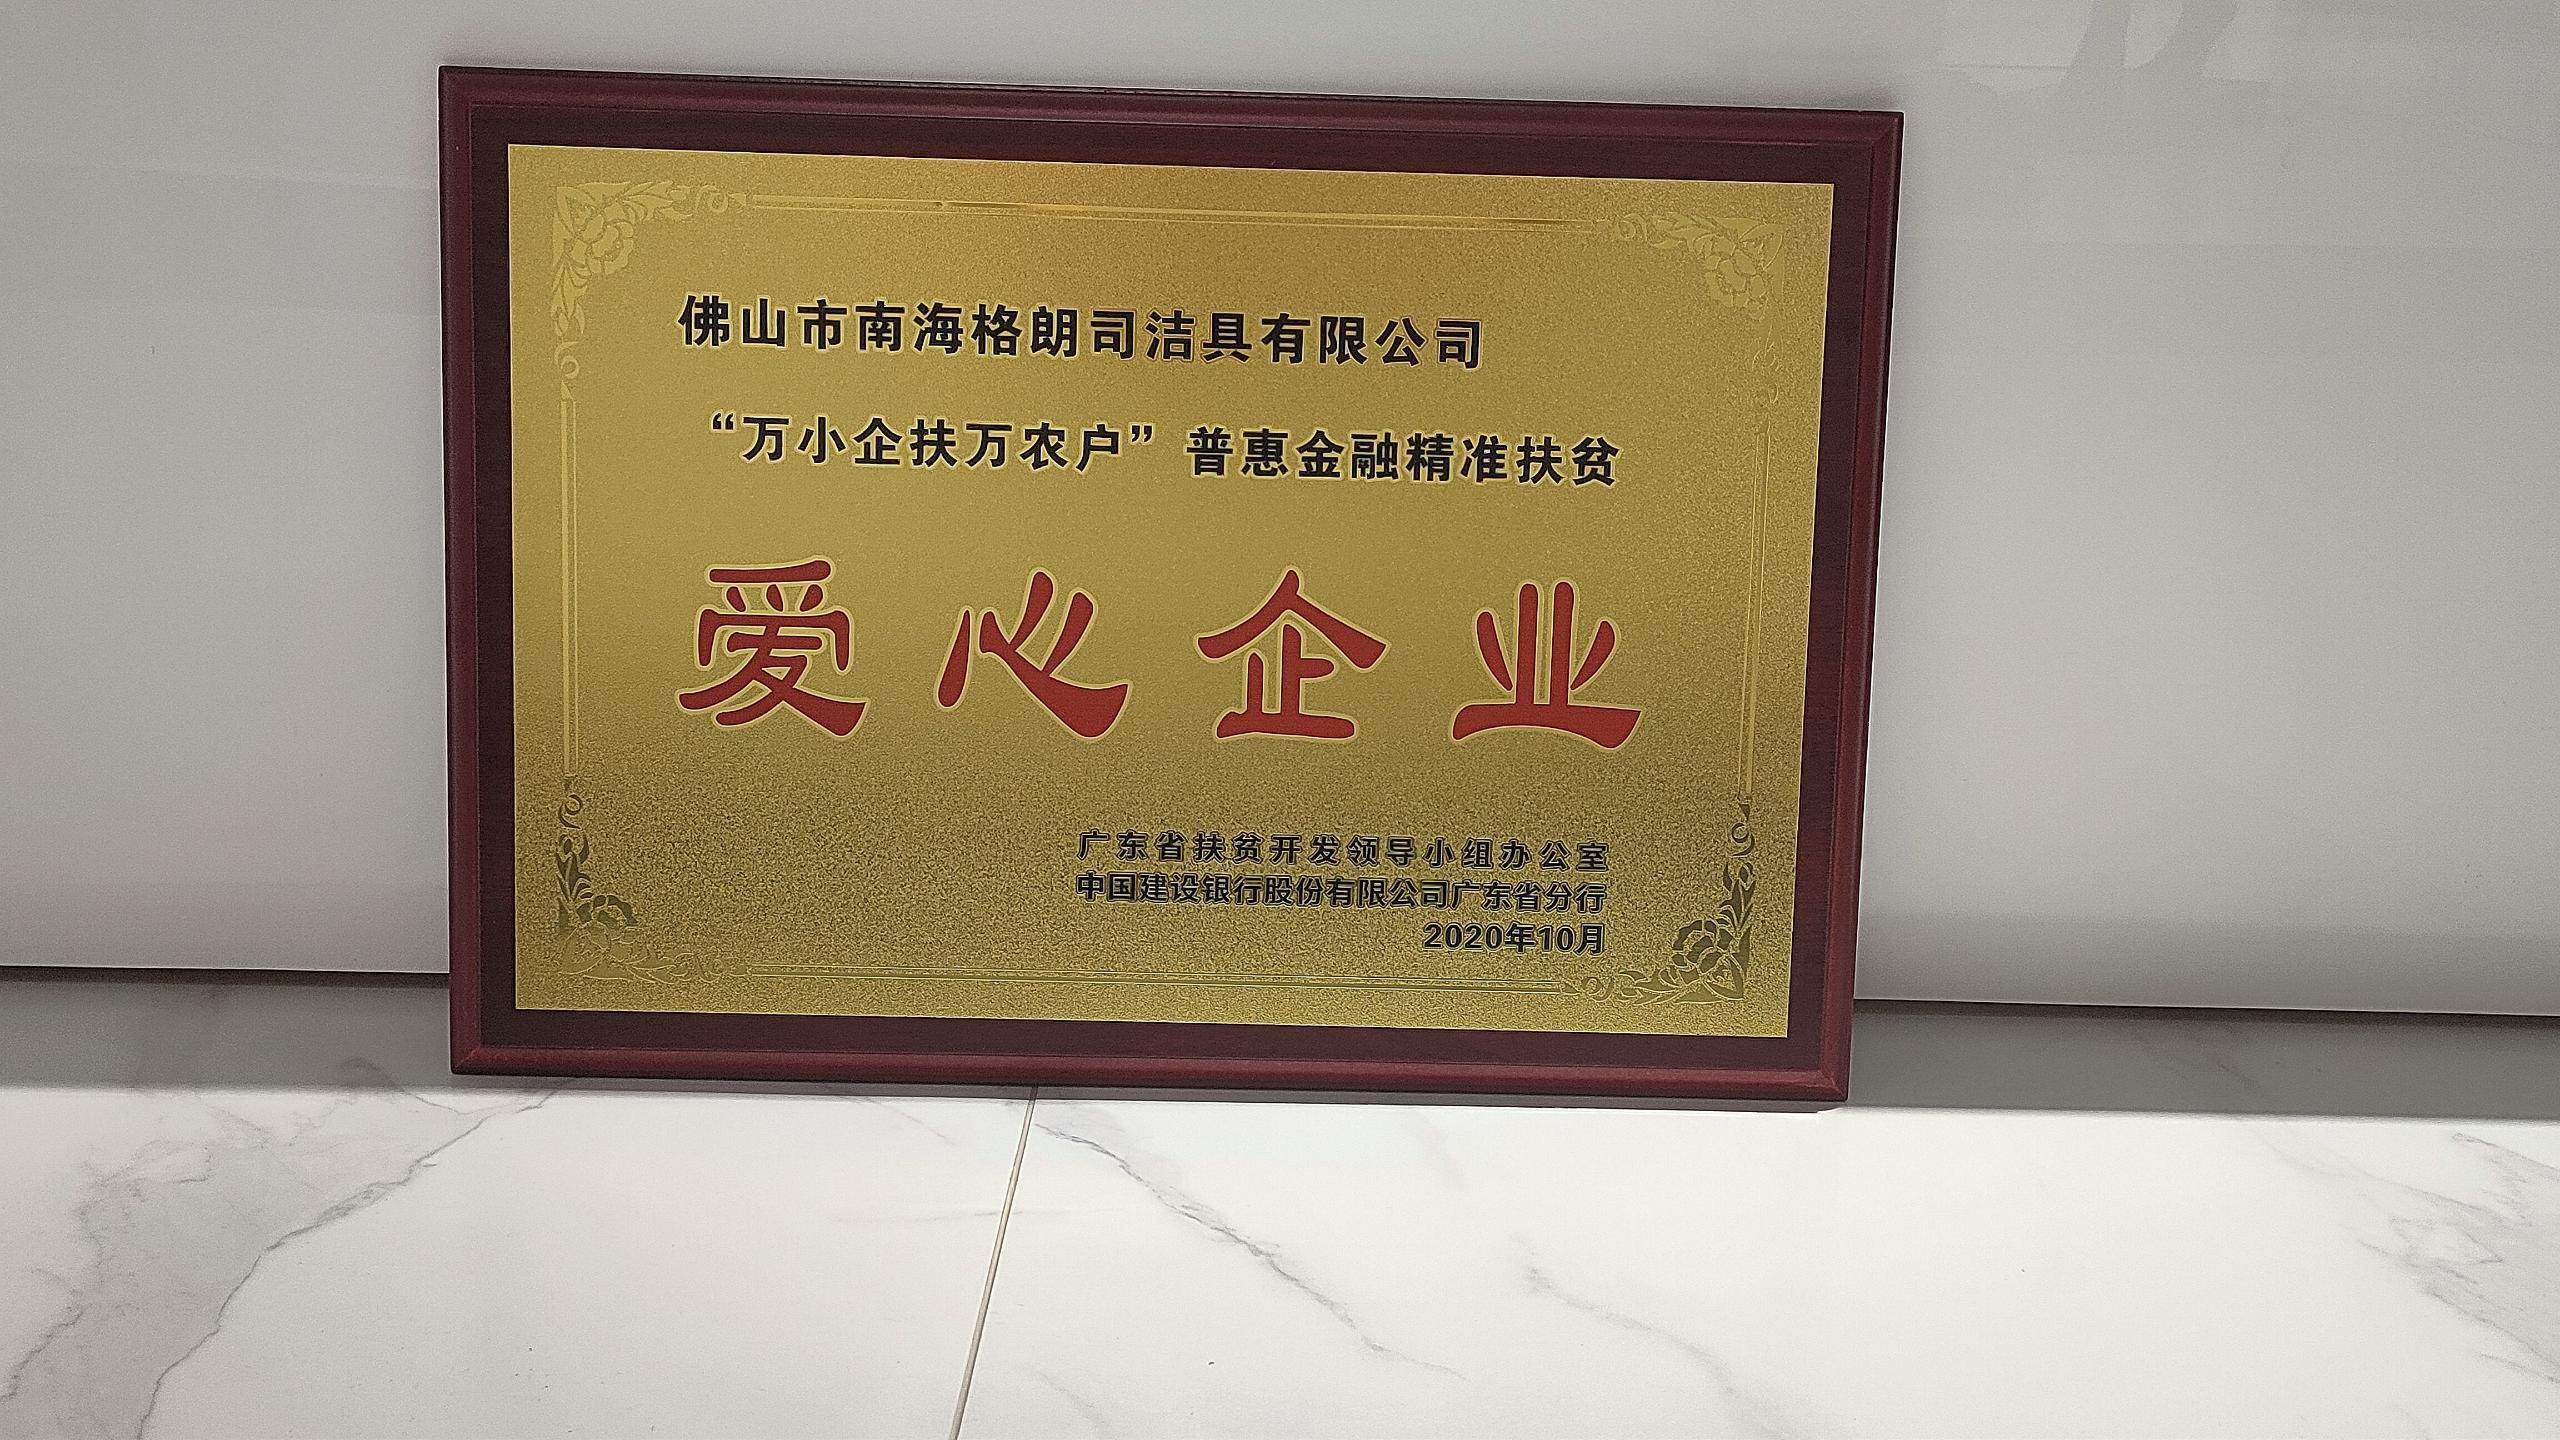 佛山市南海格朗司洁具有限公司
“万小企扶万农户”普惠金融精准扶贫
爱心企业
广东省扶贫开发领导小组办公室
中国建设银行股份有限公司广东省分行
2020年10月